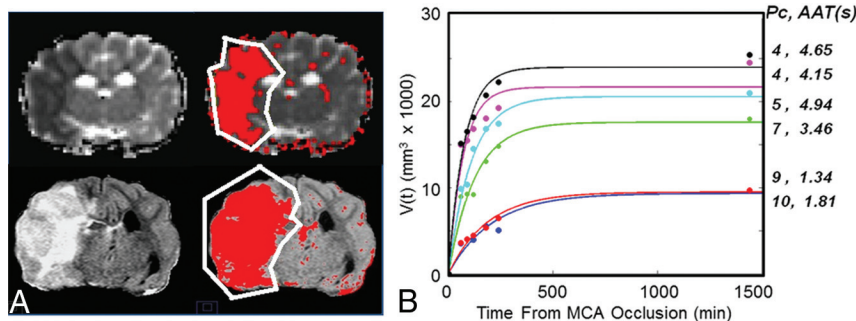 A
B
V(t) (mm³ x 1000)
30
20
10
0
0 500 1000 1500
Time From MCA Occlusion (min)
Pc, AAT(s)
4 , 4.65
4 , 4.15
5 , 4.94
7 , 3.46
9 , 1.34
10 , 1.81